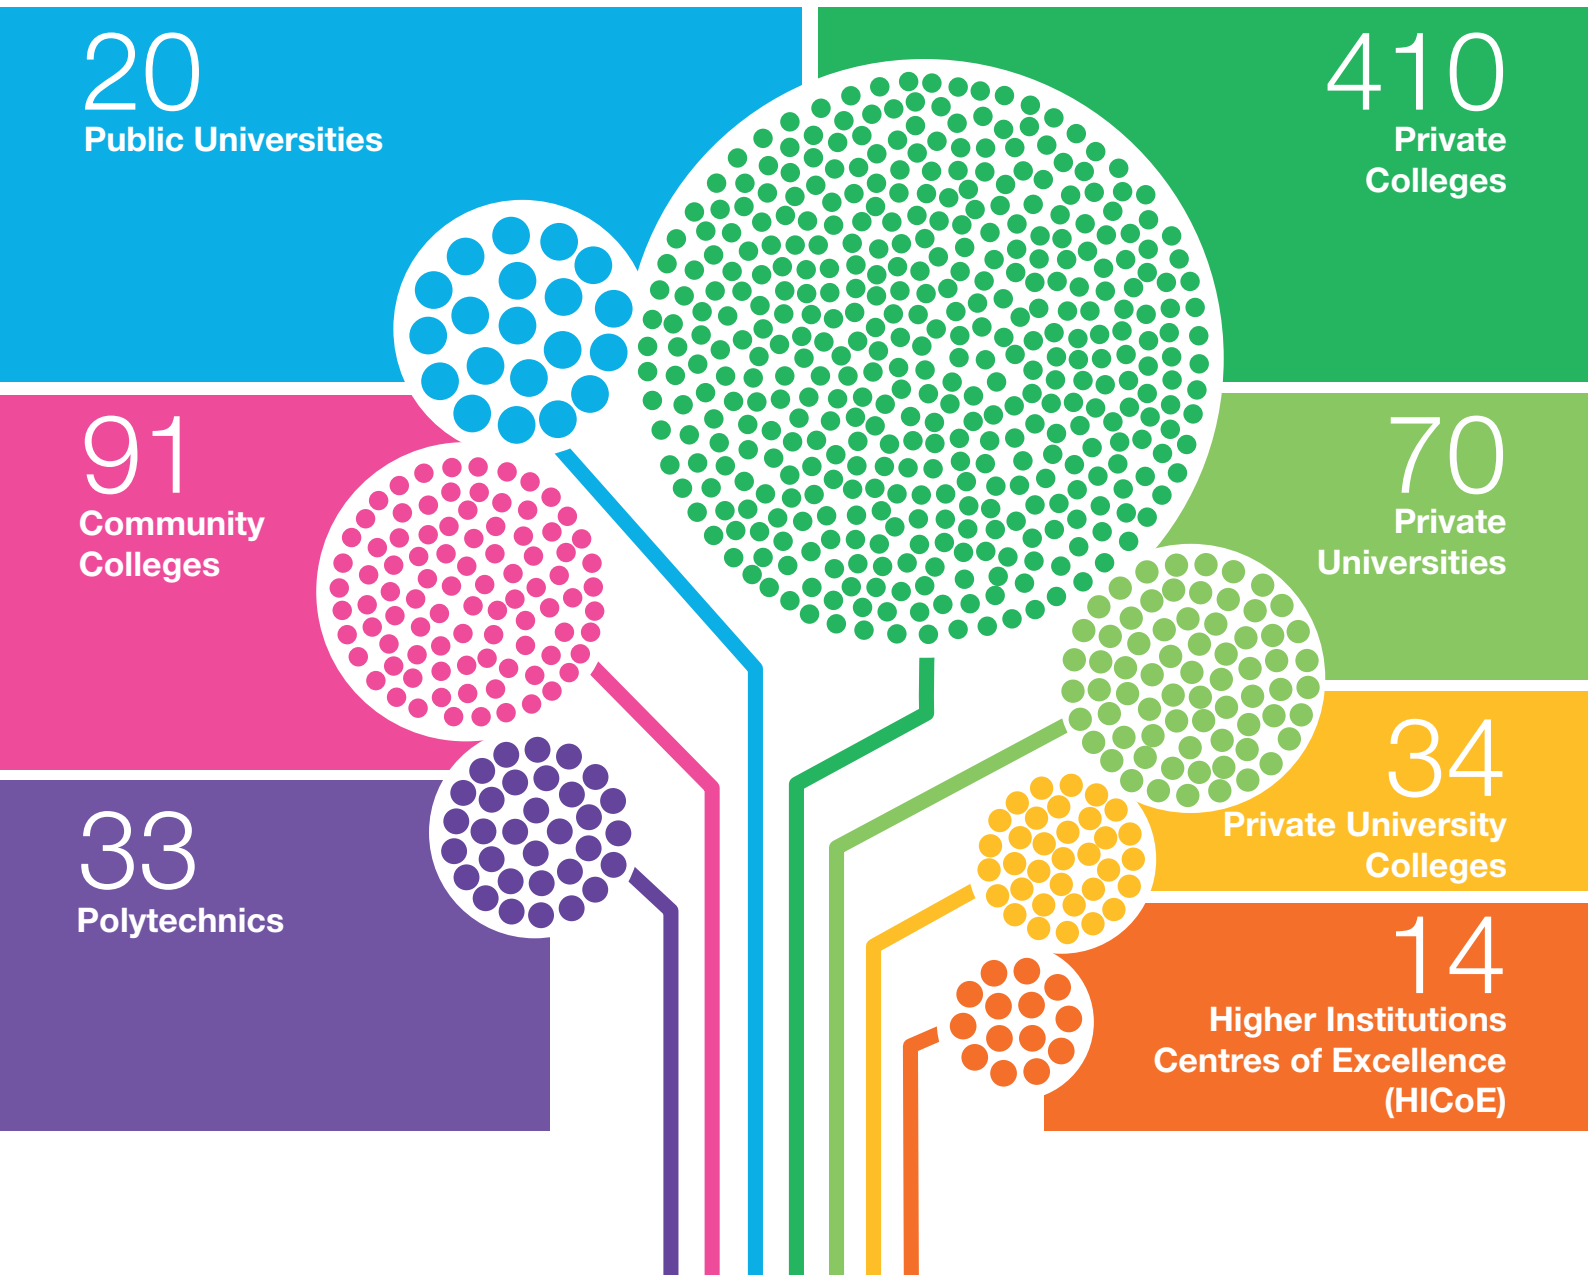 20
Public Universities
410
Private
Colleges
91
Community
Colleges
70
Private
Universities
33
Polytechnics
34
Private University
Colleges
14
Higher Institutions
Centres of Excellence
(HICoE)